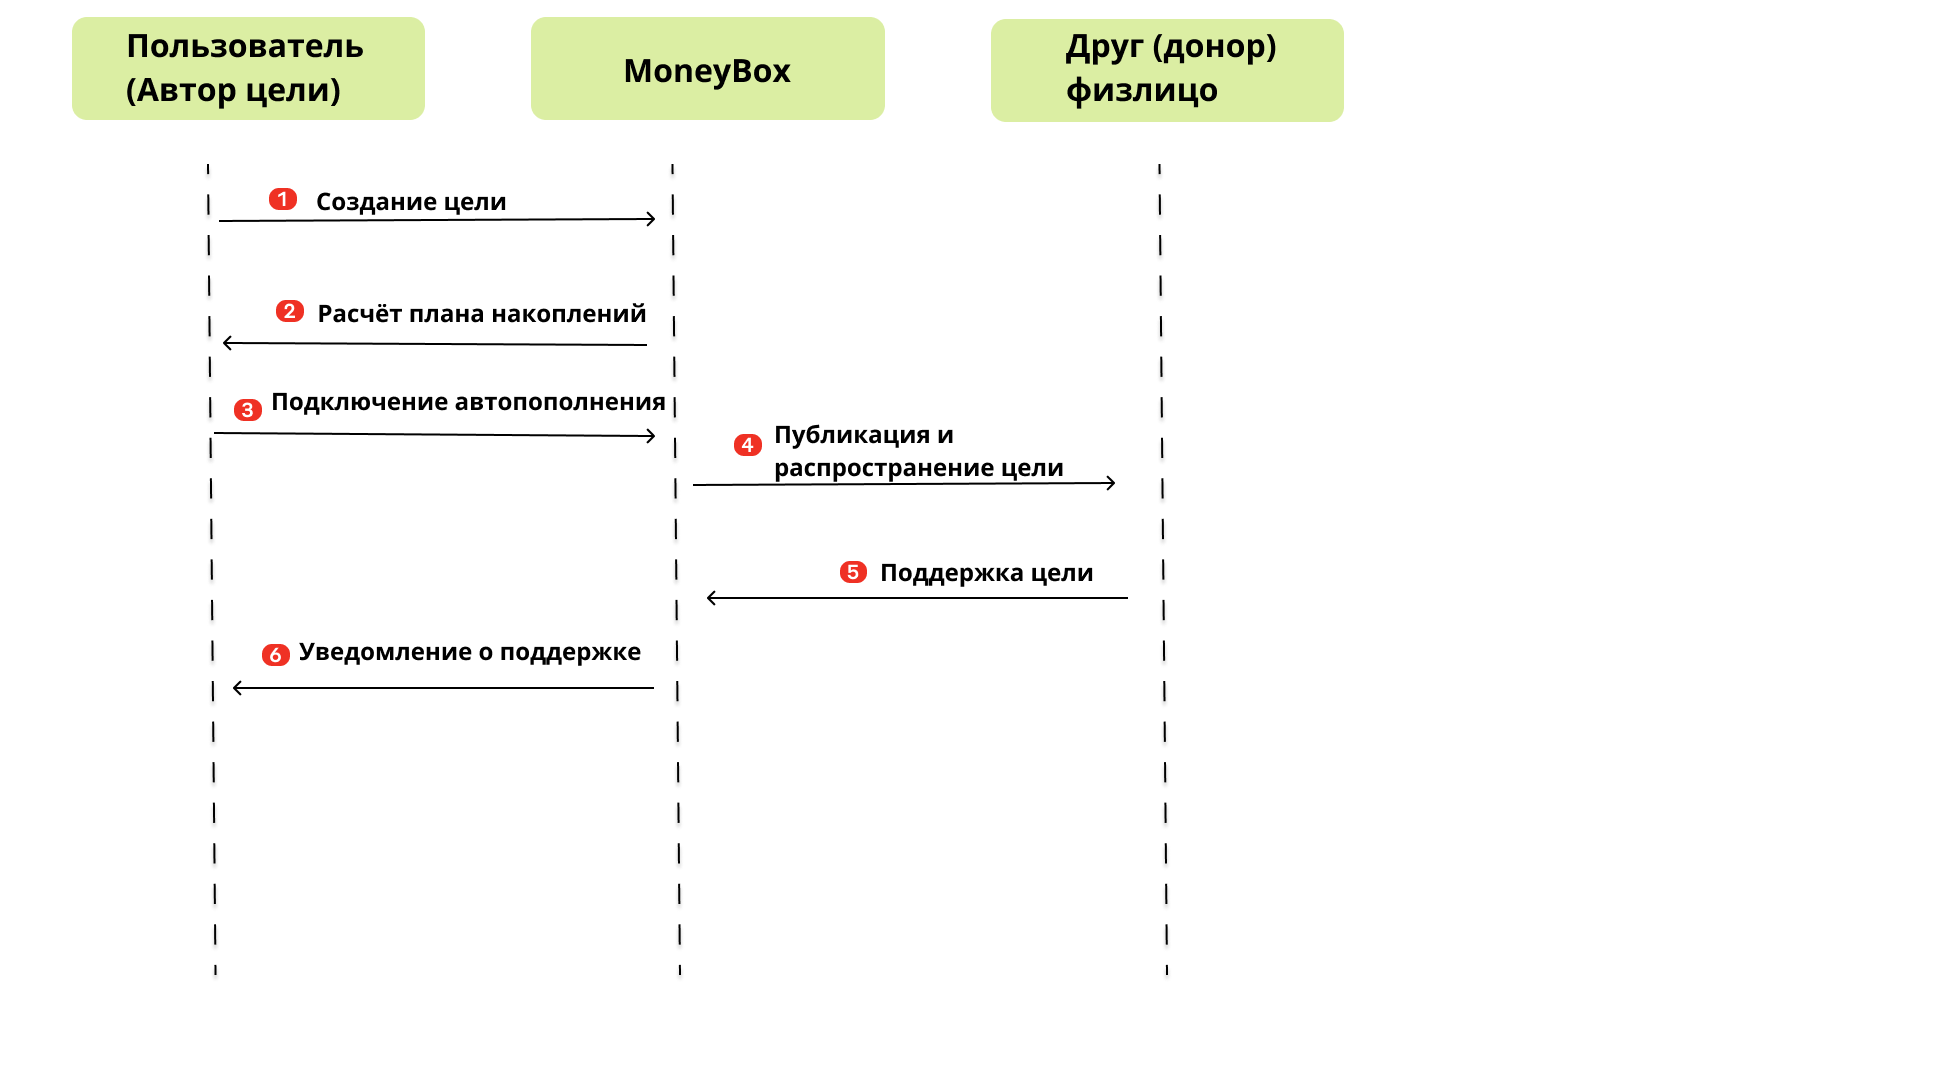 Пользователь
(Автор цели)
MoneyBox
Друг (донор)
физлицо
1 Создание цели
2 Расчёт плана накоплений
3 Подключение автопополнения
4 Публикация и
распространение цели
5 Поддержка цели
6 Уведомление о поддержке